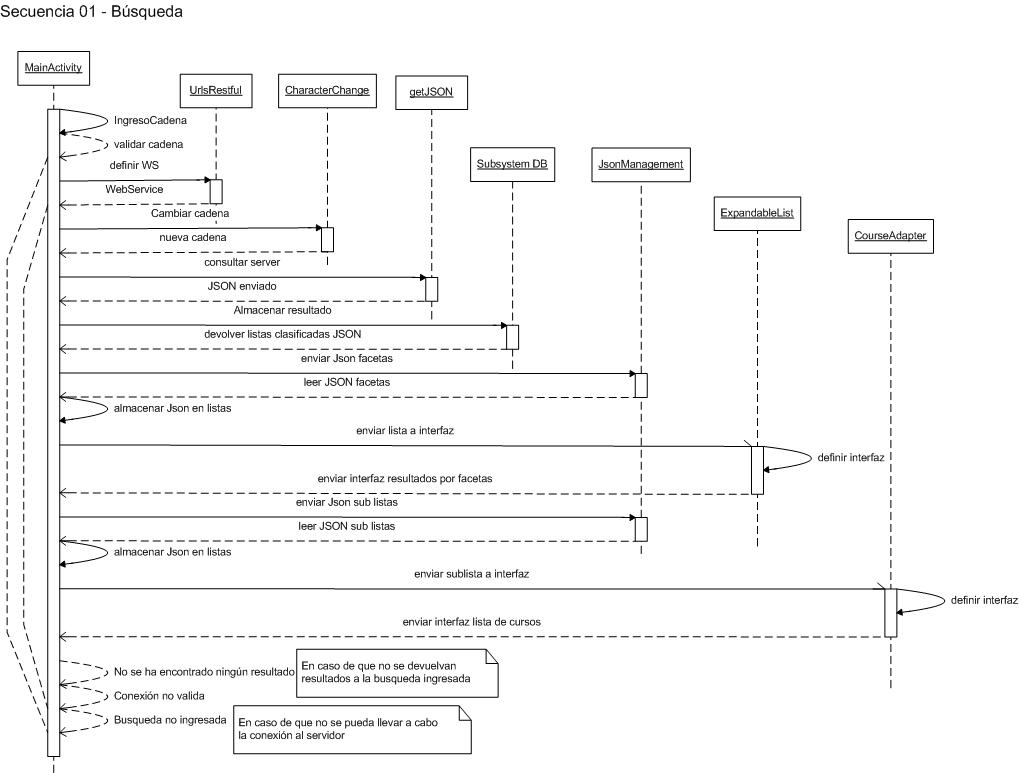 Secuencia 01 - Búsqueda
MainActivity
UrlsRestful
CharacterChange
getJSON
Subsystem DB
JsonManagement
ExpandableList
CourseAdapter
IngresoCadena
validar cadena
definir WS
WebService
Cambiar cadena
nueva cadena
consultar server
JSON enviado
Almacenar resultado
devolver listas clasificadas JSON
enviar Json facetas
leer JSON facetas
almacenar Json en listas
enviar lista a interfaz
definir interfaz
enviar interfaz resultados por facetas
enviar Json sub listas
leer JSON sub listas
almacenar Json en listas
enviar sublista a interfaz
definir interfaz
enviar interfaz lista de cursos
No se ha encontrado ningún resultado
En caso de que no se devuelvan
resultados a la busqueda ingresada
Conexión no valida
Busqueda no ingresada
En caso de que no se pueda llevar a cabo
la conexión al servidor